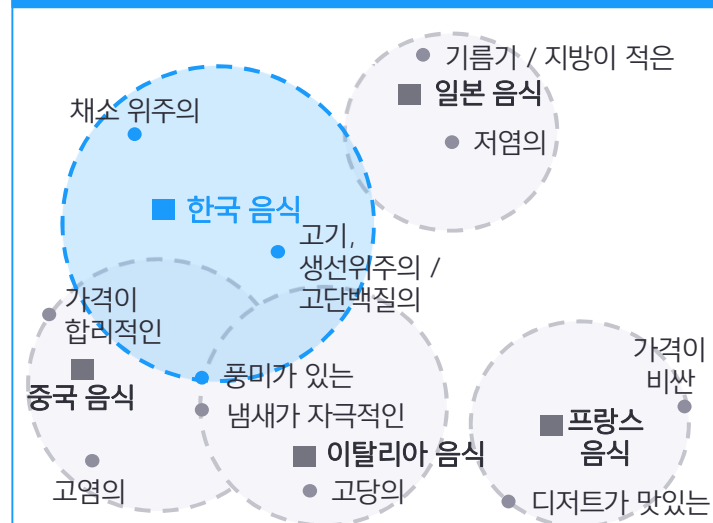 기름기 / 지방이 적은
일본 음식
저염의
채소 위주의
한국 음식
고기,
생선위주의 /
고단백질의
가격이
합리적인
중국 음식
고염의
풍미가 있는
냄새가 자극적인
이탈리아 음식
고당의
가격이
비싼
프랑스
음식
디저트가 맛있는